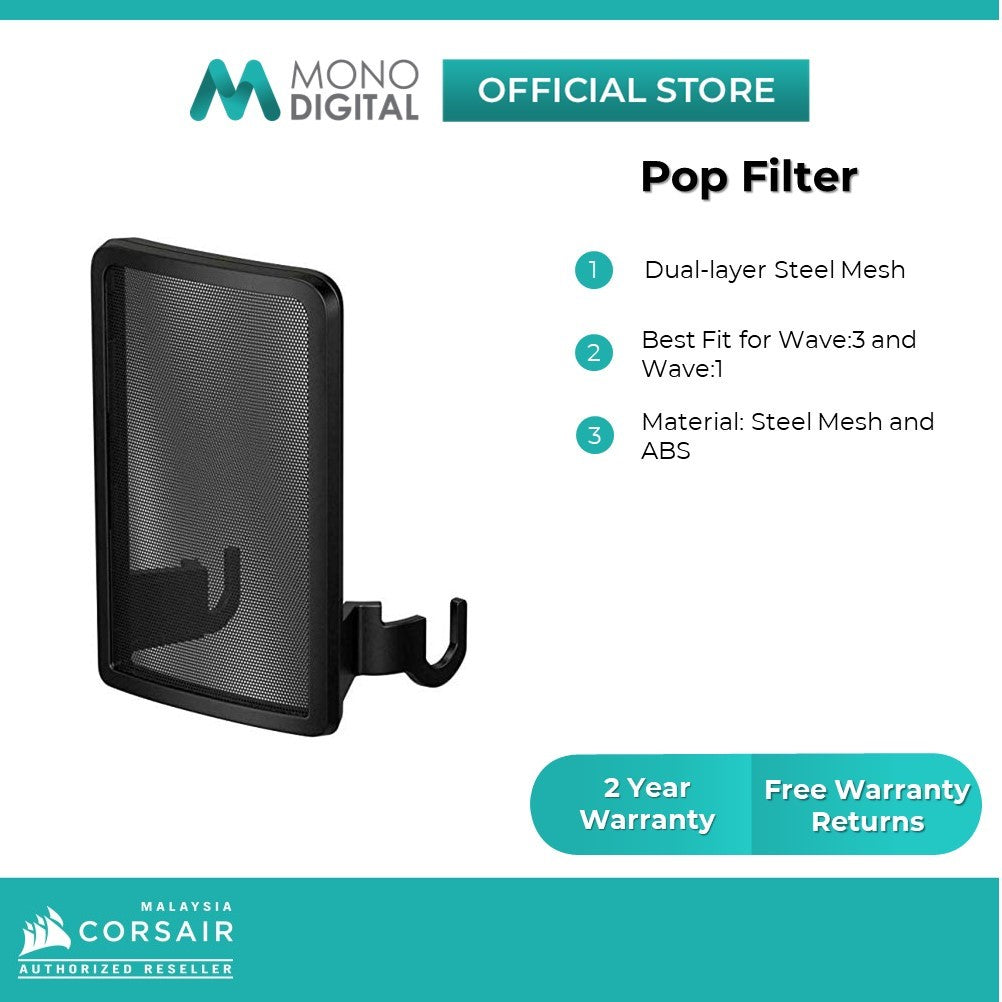 MONO
DIGITAL
OFFICIAL STORE
Pop Filter
1 Dual-layer Steel Mesh
2 Best Fit for Wave:3 and
Wave:1
3 Material: Steel Mesh and
ABS
2 Year
Warranty
Free Warranty
Returns
MALAYSIA
CORSAIR
AUTHORIZED RESELLER